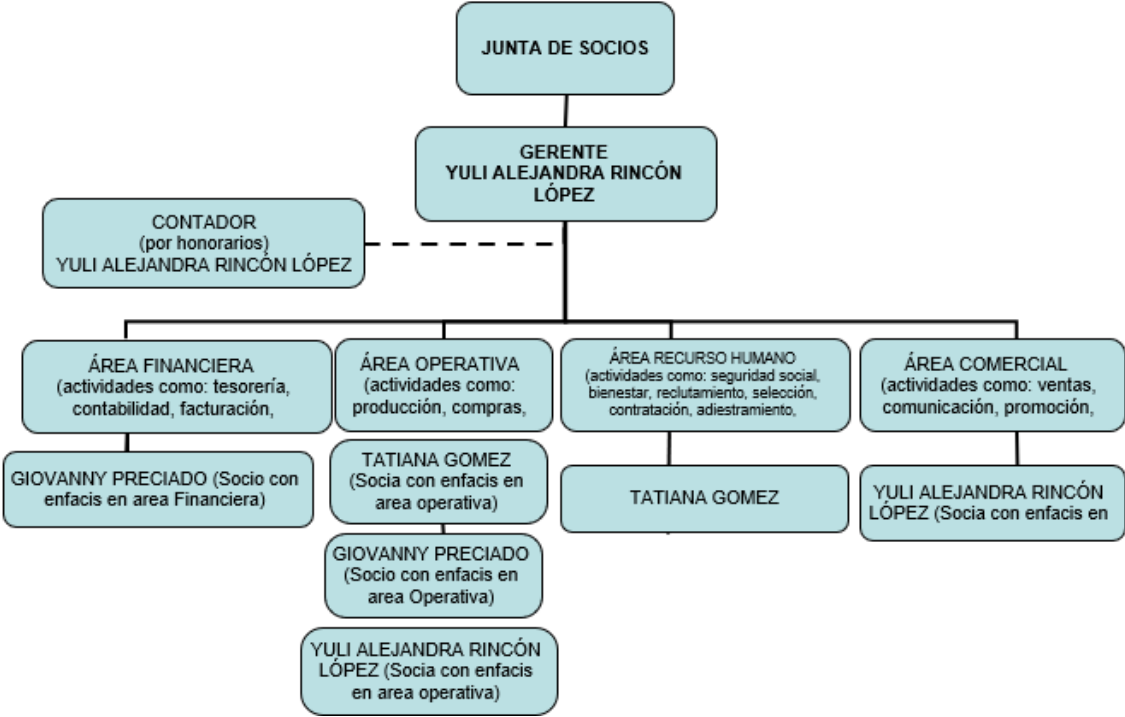 JUNTA DE SOCIOS
GERENTE
YULI ALEJANDRA RINCÓN
LÓPEZ
CONTADOR
(por honorarios)
YULI ALEJANDRA RINCÓN LÓPEZ
ÁREA FINANCIERA
(actividades como: tesorería,
contabilidad, facturación,
ÁREA OPERATIVA
(actividades como:
producción, compras,
ÁREA RECURSO HUMANO
(actividades como: seguridad social,
bienestar, reclutamiento, selección,
contratación, adiestramiento,
ÁREA COMERCIAL
(actividades como: ventas,
comunicación, promoción,
GIOVANNY PRECIADO (Socio con
enfacis en area Financiera)
TATIANA GOMEZ
(Socia con enfacis en
area operativa)
TATIANA GOMEZ
YULI ALEJANDRA RINCÓN
LÓPEZ (Socia con enfacis en
GIOVANNY PRECIADO
(Socio con enfacis en
area Operativa)
YULI ALEJANDRA RINCÓN
LÓPEZ (Socia con enfacis
en area operativa)